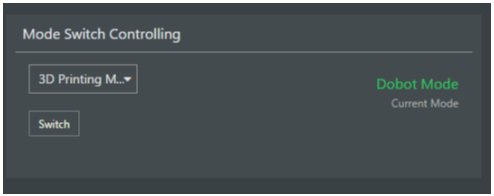 Mode Switch Controlling
3D Printing M...
Dobot Mode
Current Mode
Switch